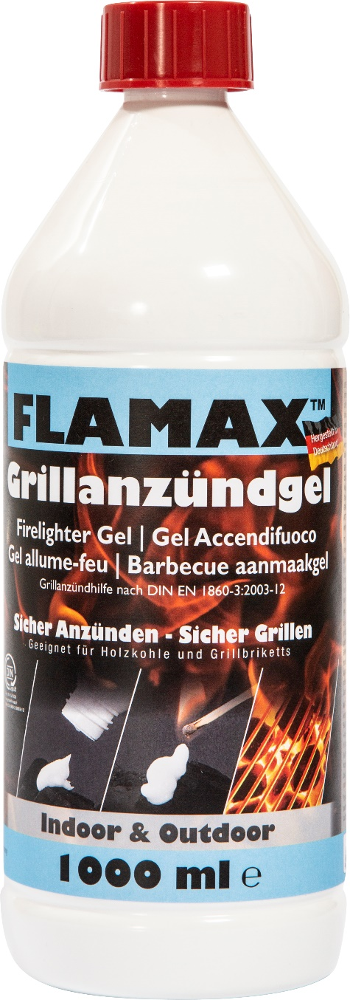 FLAMAX™
Hergestellt in
Deutschland
Grillanzündgel
Firelighter Gel | Gel Accendifuoco
Gel allume-feu | Barbecue aanmaakgel
Grillanzündhilfe nach DIN EN 1860-3:2003-12
Sicher Anzünden - Sicher Grillen
Geeignet für Holzkohle und Grillbriketts
DIN
Indoor & Outdoor
1000 ml ℮